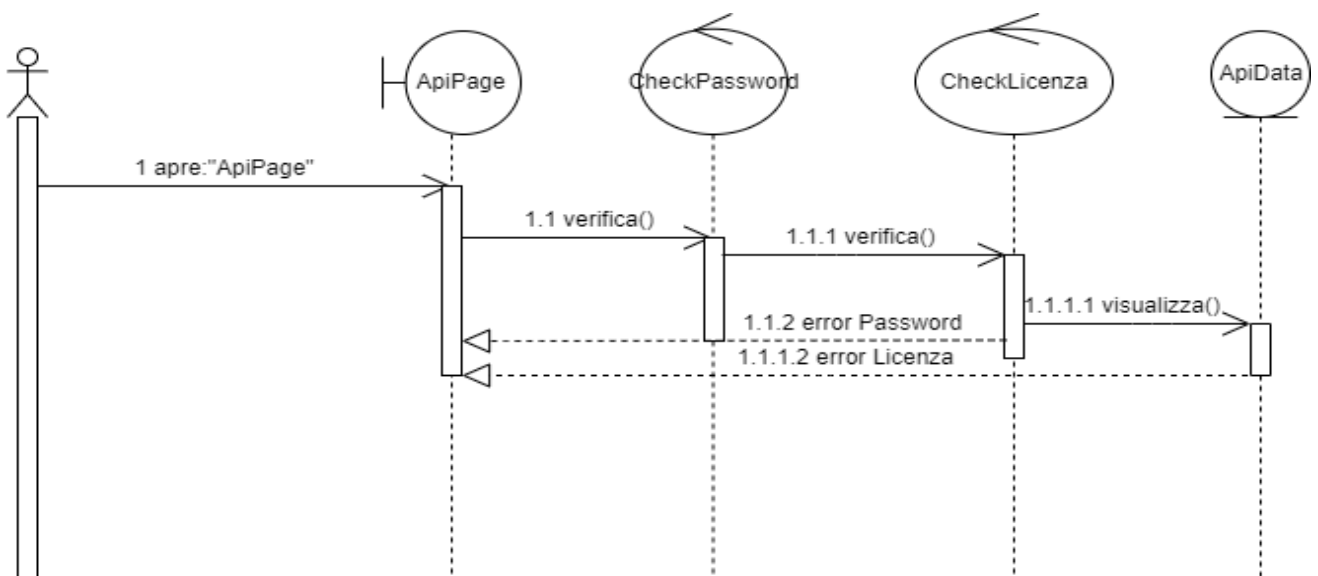 ApiPage
CheckPassword
CheckLicenza
ApiData
1 apre:"ApiPage"
1.1 verifica()
1.1.1 verifica()
1.1.1.1 visualizza()
1.1.2 error Password
1.1.1.2 error Licenza